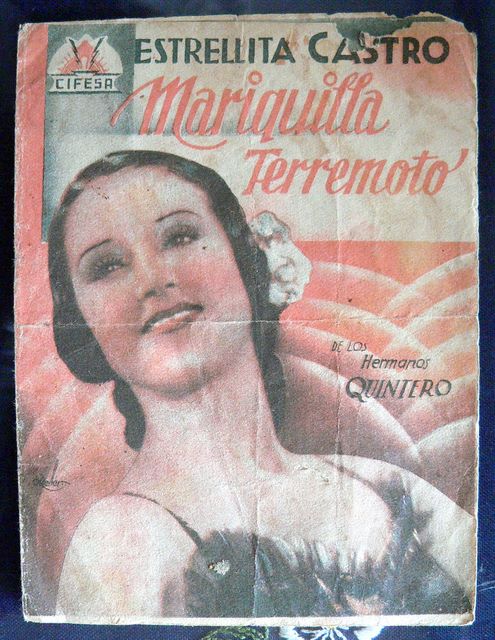 CIFESA
ESTRELLITA CASTRO
Mariquilla
Terremoto
DE LOS
Hermanos
QUINTERO